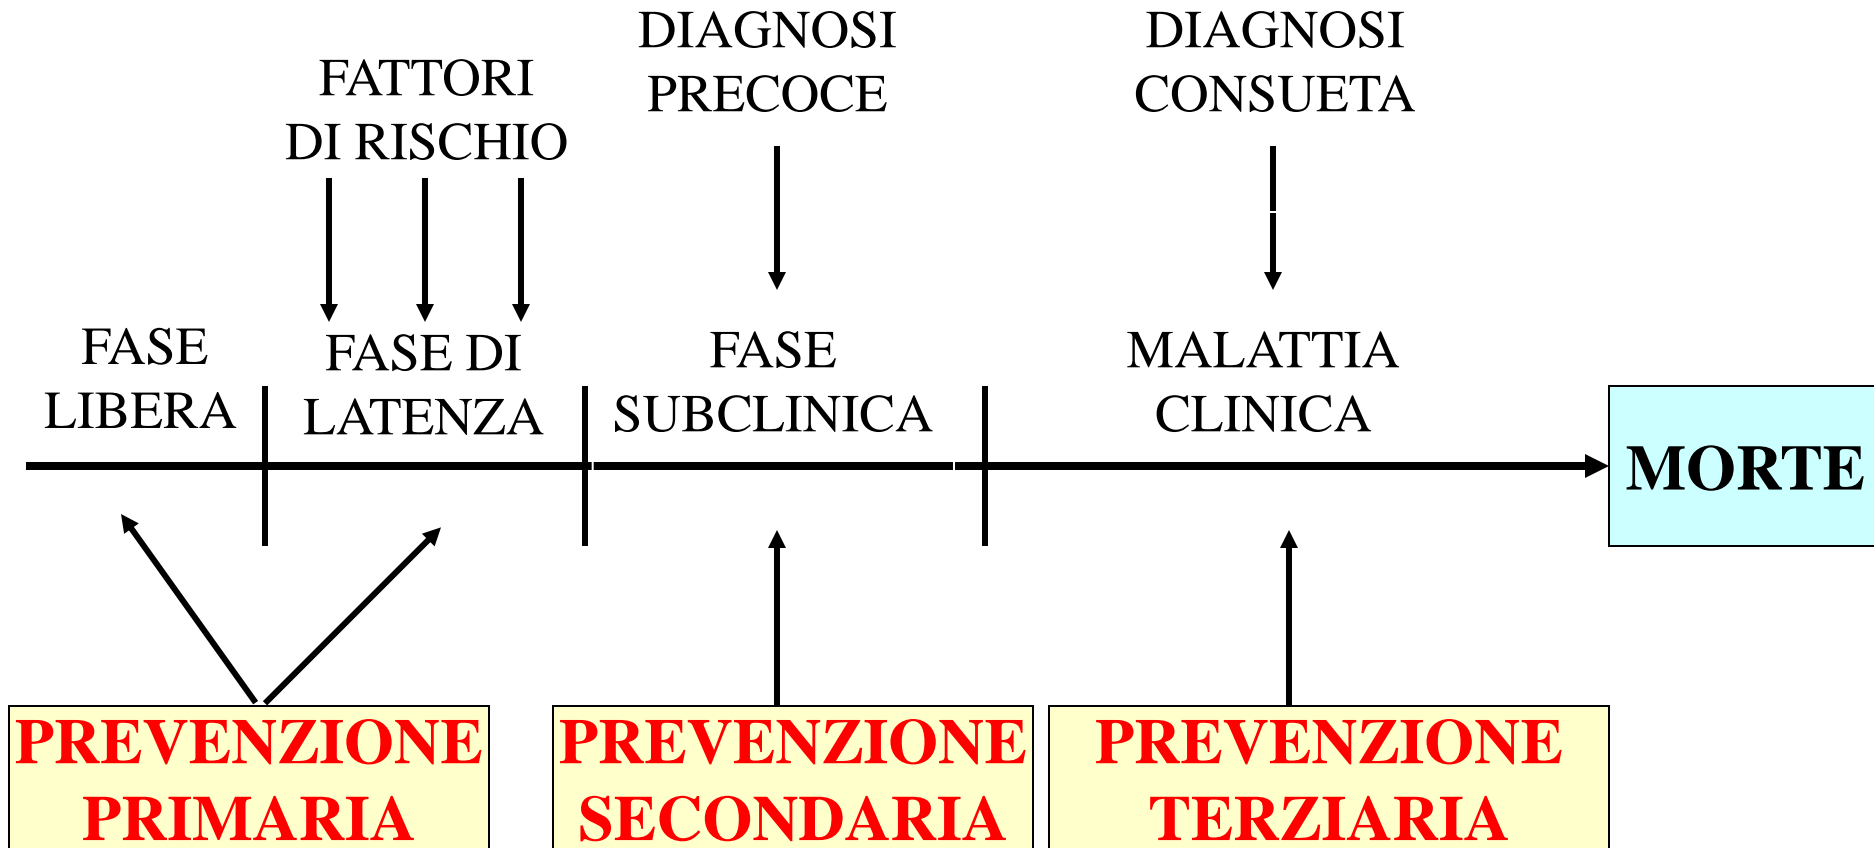 FATTORI
DI RISCHIO
DIAGNOSI
PRECOCE
DIAGNOSI
CONSUETA
FASE
LIBERA
FASE DI
LATENZA
FASE
SUBCLINICA
MALATTIA
CLINICA
MORTE
PREVENZIONE
PRIMARIA
PREVENZIONE
SECONDARIA
PREVENZIONE
TERZIARIA